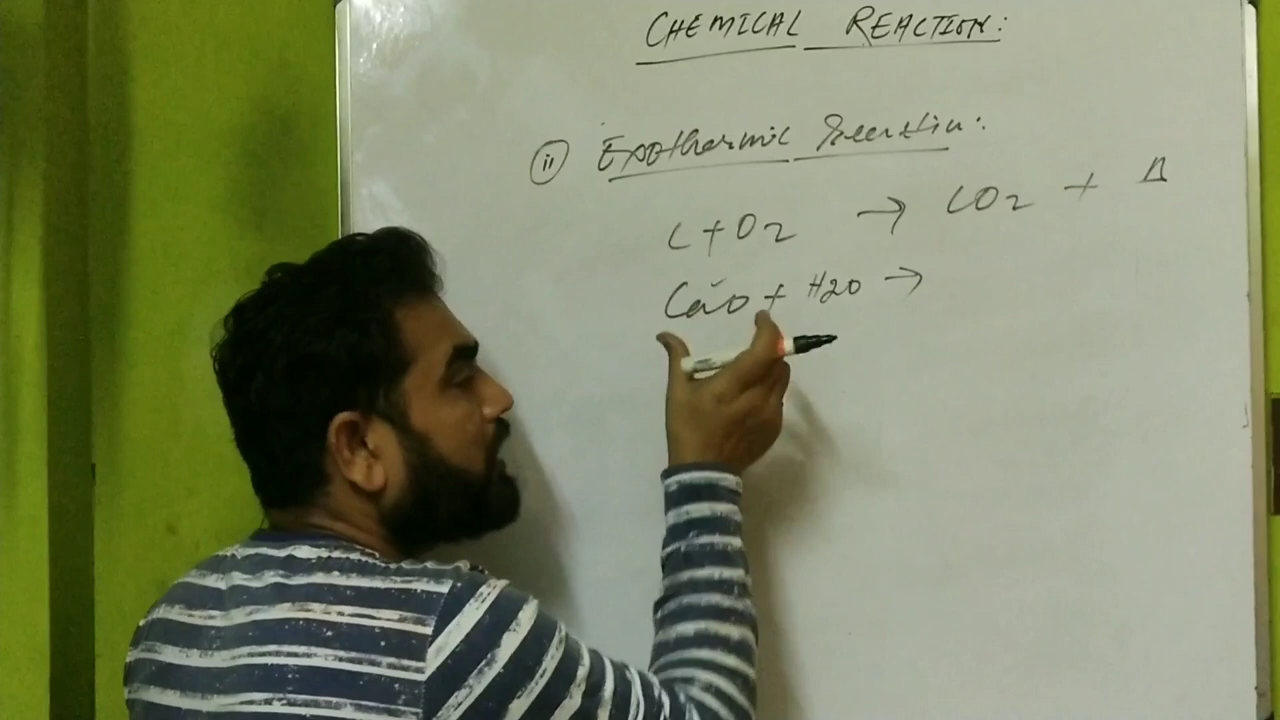 CHEMICAL REACTION:
(ii) Exothermic Reaction:
C + O2 → CO2 + Δ
CaO + H2O →